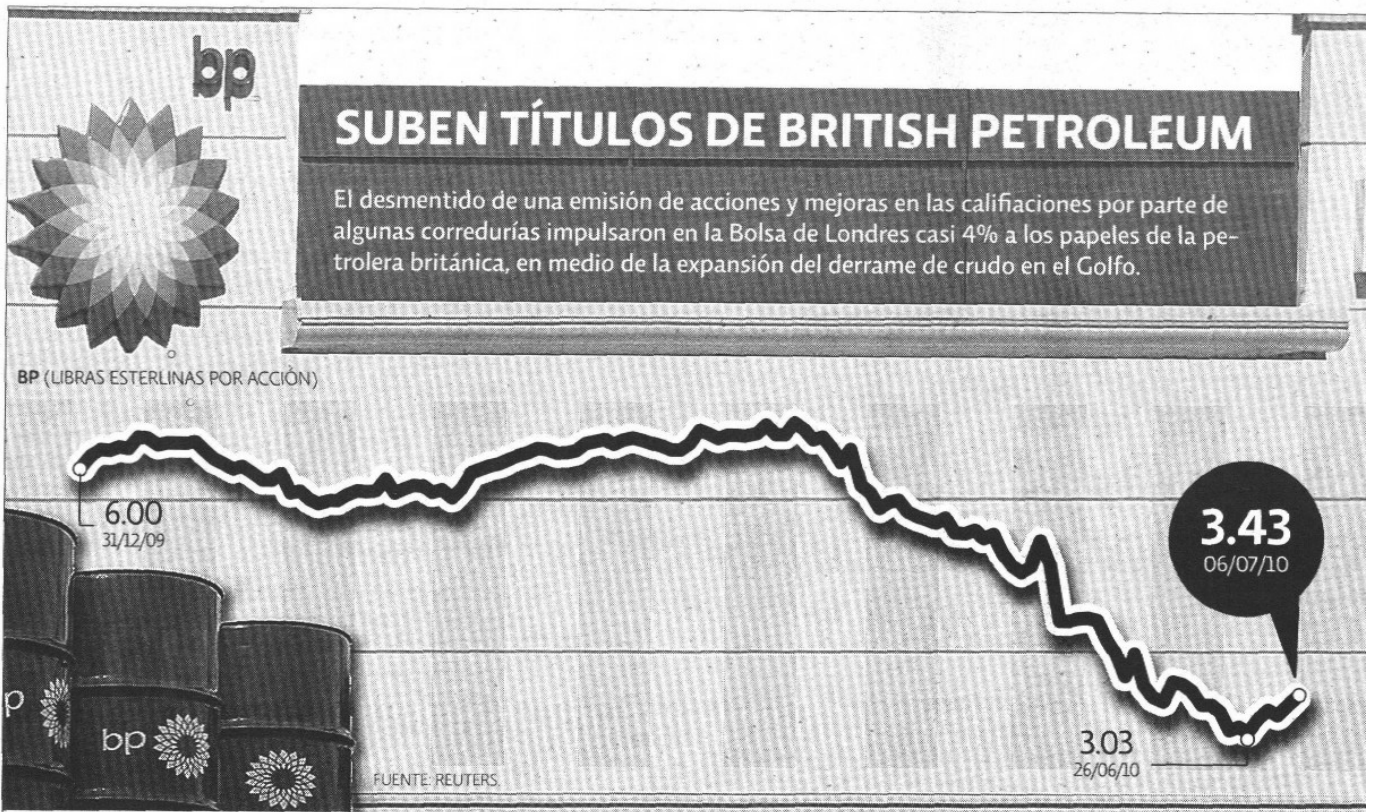 bp
SUBEN TÍTULOS DE BRITISH PETROLEUM
El desmentido de una emisión de acciones y mejoras en las califiaciones por parte de
algunas corredurías impulsaron en la Bolsa de Londres casi 4% a los papeles de la pe-
trolera británica, en medio de la expansión del derrame de crudo en el Golfo.
BP (LIBRAS ESTERLINAS POR ACCIÓN)
6.00
31/12/09
3.43
06/07/10
3.03
26/06/10
p
bp
FUENTE: REUTERS.